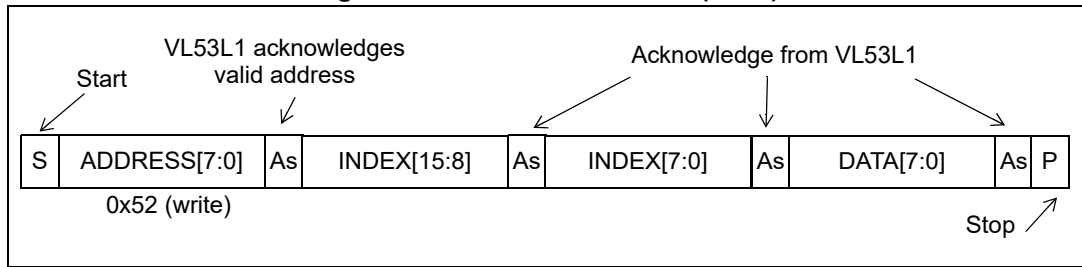 VL53L1 acknowledges
valid address
Acknowledge from VL53L1
Start
S ADDRESS[7:0] As INDEX[15:8] As INDEX[7:0] As DATA[7:0] As P
0x52 (write)
Stop